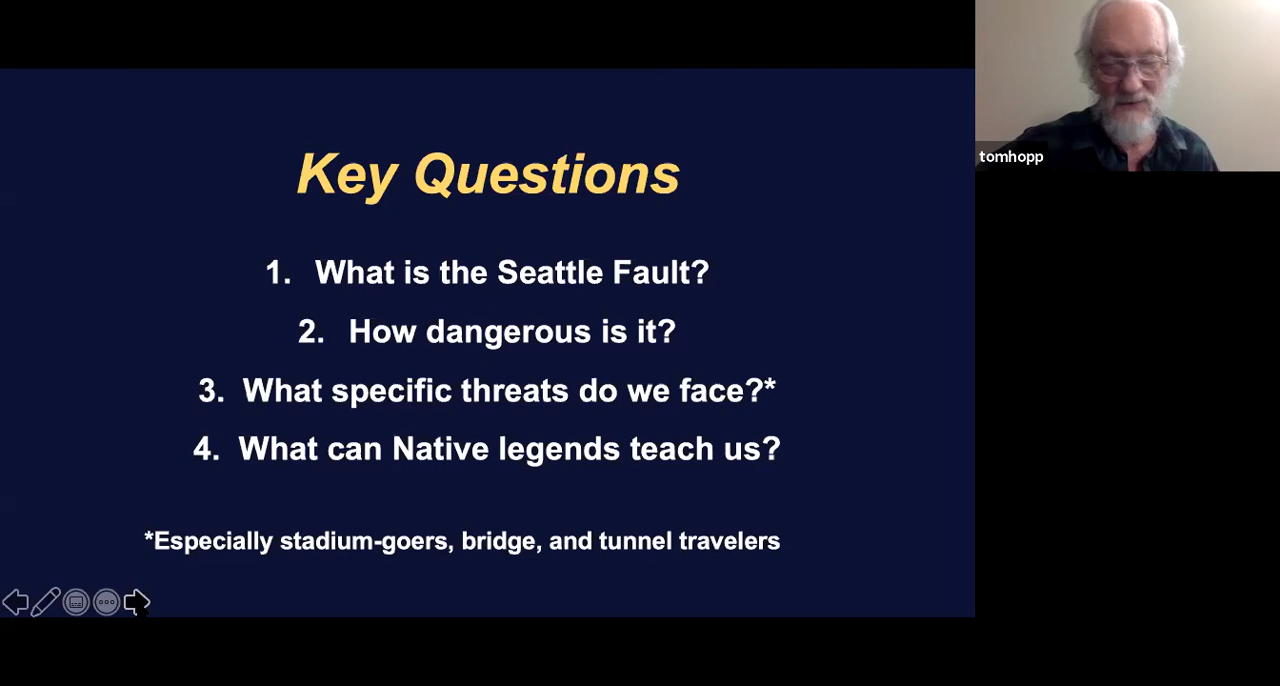 Key Questions
1. What is the Seattle Fault?
2. How dangerous is it?
3. What specific threats do we face?*
4. What can Native legends teach us?
*Especially stadium-goers, bridge, and tunnel travelers
tomhopp